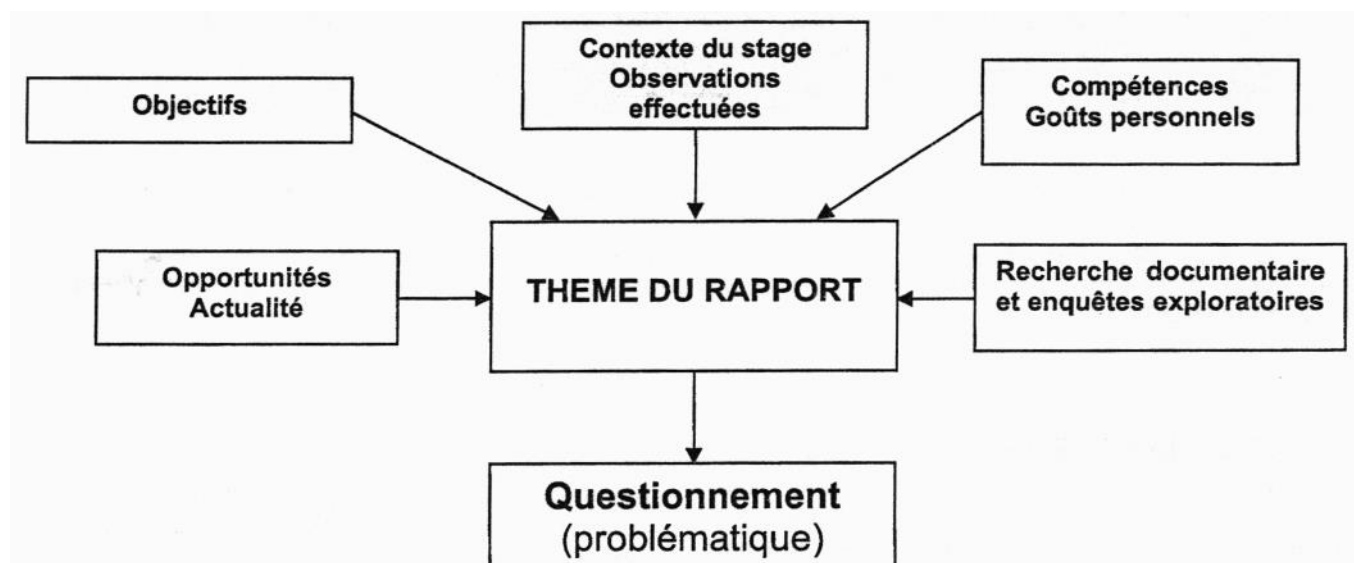 Contexte du stage
Observations
effectuées
Objectifs
Compétences
Goûts personnels
Opportunités
Actualité
THEME DU RAPPORT
Recherche documentaire
et enquêtes exploratoires
Questionnement
(problématique)